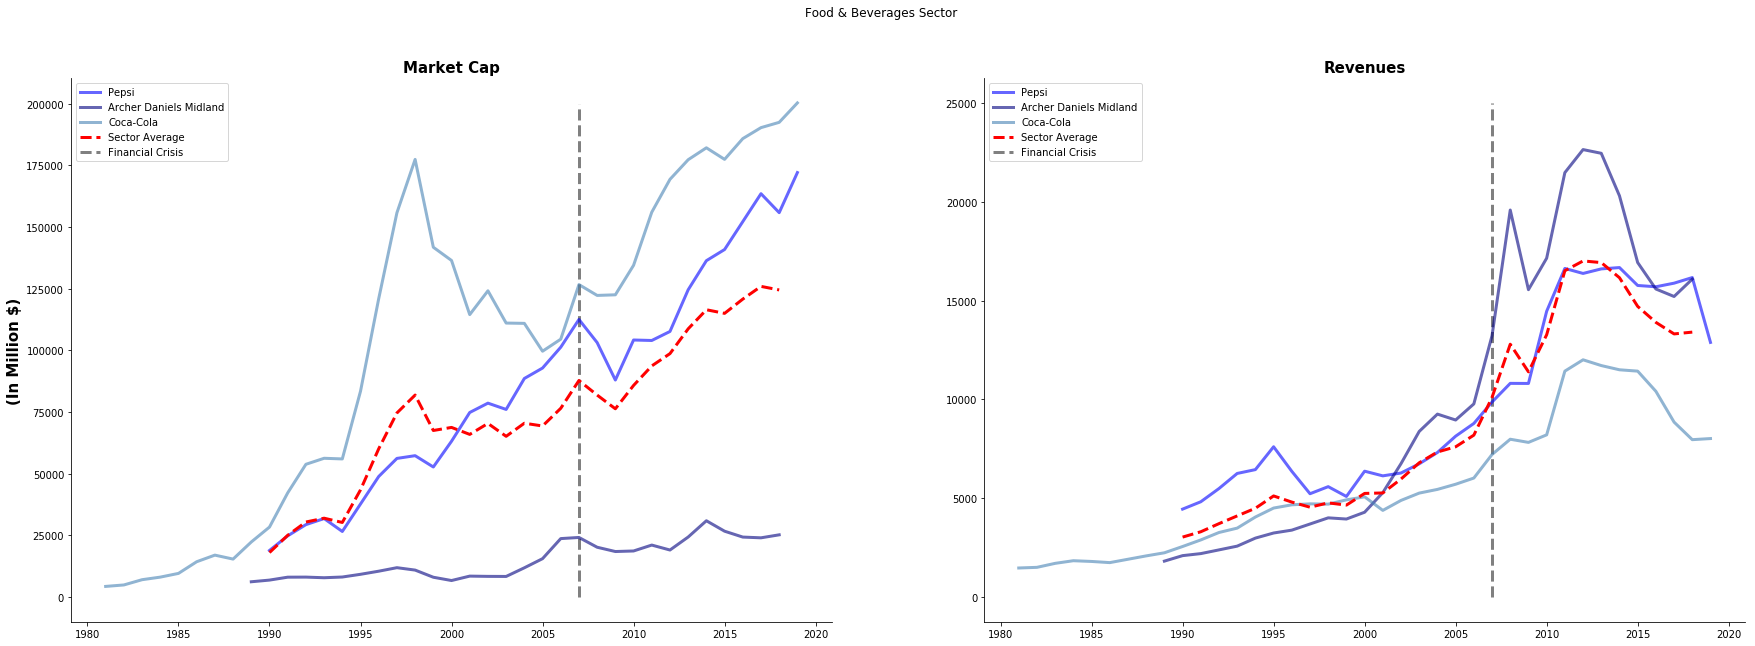 Food & Beverages Sector
Market Cap
Pepsi
Archer Daniels Midland
Coca-Cola
Sector Average
Financial Crisis
(In Million $)
200000
175000
150000
125000
100000
75000
50000
25000
0
1980 1985 1990 1995 2000 2005 2010 2015 2020
Revenues
Pepsi
Archer Daniels Midland
Coca-Cola
Sector Average
Financial Crisis
25000
20000
15000
10000
5000
0
1980 1985 1990 1995 2000 2005 2010 2015 2020